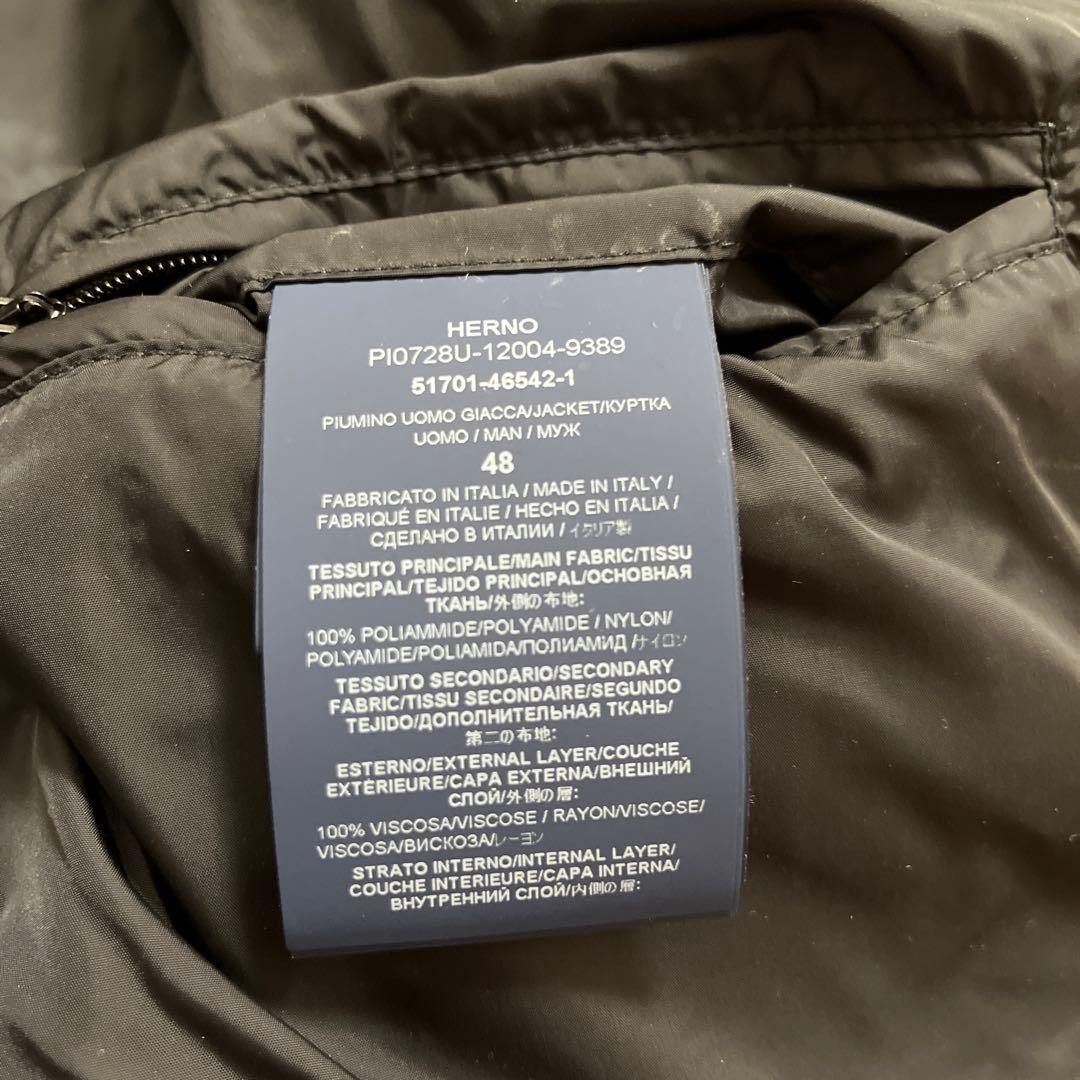 HERNO
PI0728U-12004-9389
51701-46542-1
PIUMINO UOMO GIACCA/JACKET/КУРТКА
UOMO / MAN / МУЖ
48
FABBRICATO IN ITALIA / MADE IN ITALY /
FABRIQUÉ EN ITALIE / HECHO EN ITALIA /
СДЕЛАНО В ИТАЛИИ / イタリア製
TESSUTO PRINCIPALE/MAIN FABRIC/TISSU
PRINCIPAL/TEJIDO PRINCIPAL/ОСНОВНАЯ
ТКАНЬ/外側の布地:
100% POLIAMMIDE/POLYAMIDE / NYLON/
POLYAMIDE/POLIAMIDA/ПОЛИАМИД /ナイロン
TESSUTO SECONDARIO/SECONDARY
FABRIC/TISSU SECONDAIRE/SEGUNDO
TEJIDO/ДОПОЛНИТЕЛЬНАЯ ТКАНЬ/
第二の布地:
ESTERNO/EXTERNAL LAYER/COUCHE
EXTÉRIEURE/CAPA EXTERNA/ВНЕШНИЙ
СЛОЙ/外側の層:
100% VISCOSA/VISCOSE / RAYON/VISCOSE/
VISCOSA/ВИСКОЗА/レーヨン
STRATO INTERNO/INTERNAL LAYER/
COUCHE INTERIEURE/CAPA INTERNA/
ВНУТРЕННИЙ СЛОЙ/内側の層: